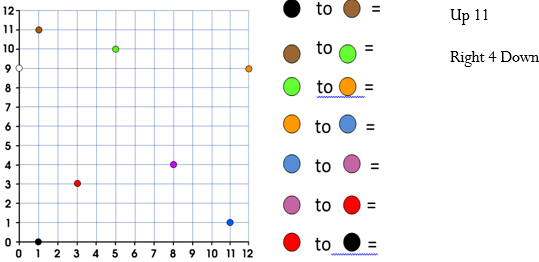 12
11
10
9
8
7
6
5
4
3
2
1
0
0 1 2 3 4 5 6 7 8 9 10 11 12
to = Up 11
to = Right 4 Down
to =
to =
to =
to =
to =